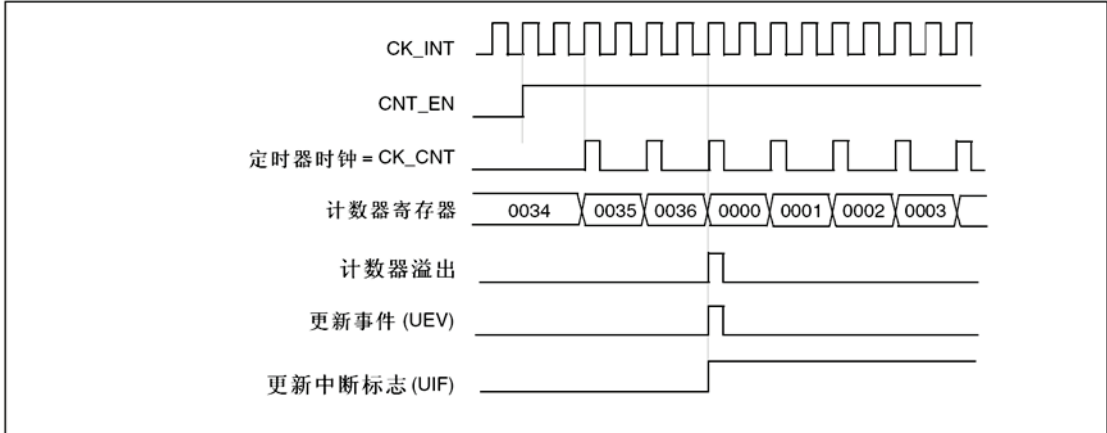 CK_INT
CNT_EN
定时器时钟 = CK_CNT
计数器寄存器 0034 0035 0036 0000 0001 0002 0003
计数器溢出
更新事件 (UEV)
更新中断标志 (UIF)